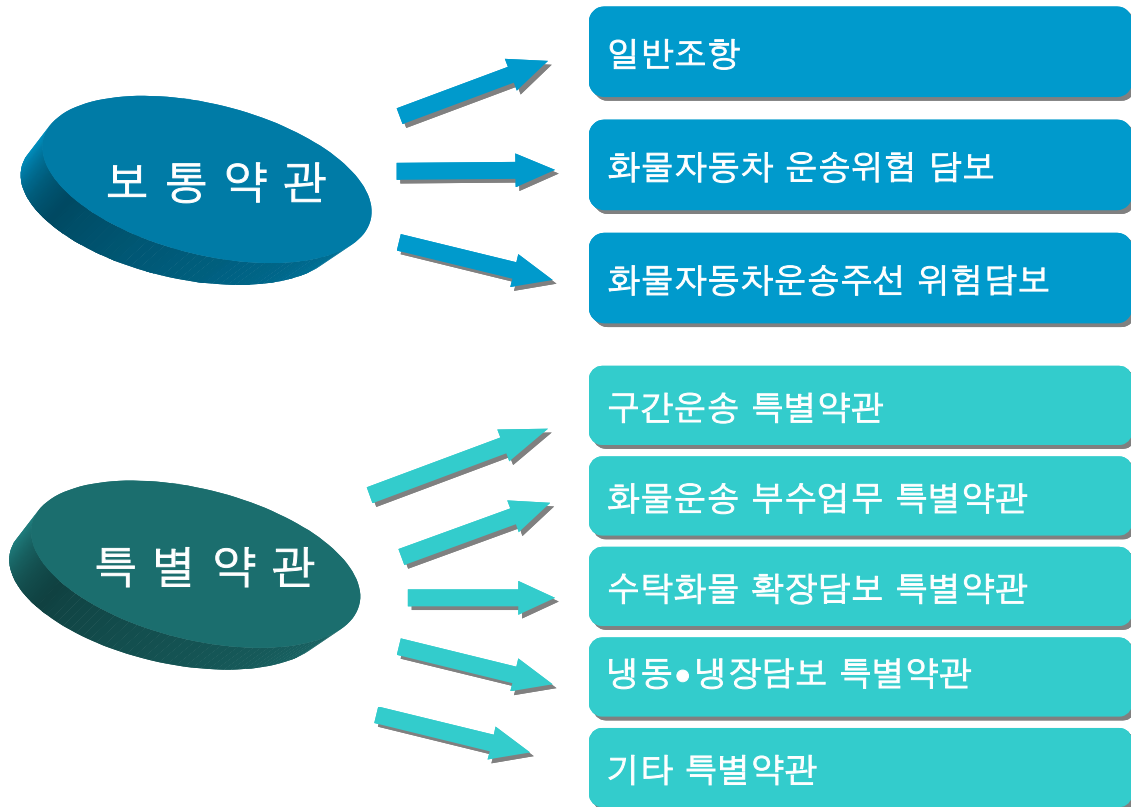 보 통 약 관
일반조항
화물자동차 운송위험 담보
화물자동차운송주선 위험담보
특 별 약 관
구간운송 특별약관
화물운송 부수업무 특별약관
수탁화물 확장담보 특별약관
냉동•냉장담보 특별약관
기타 특별약관